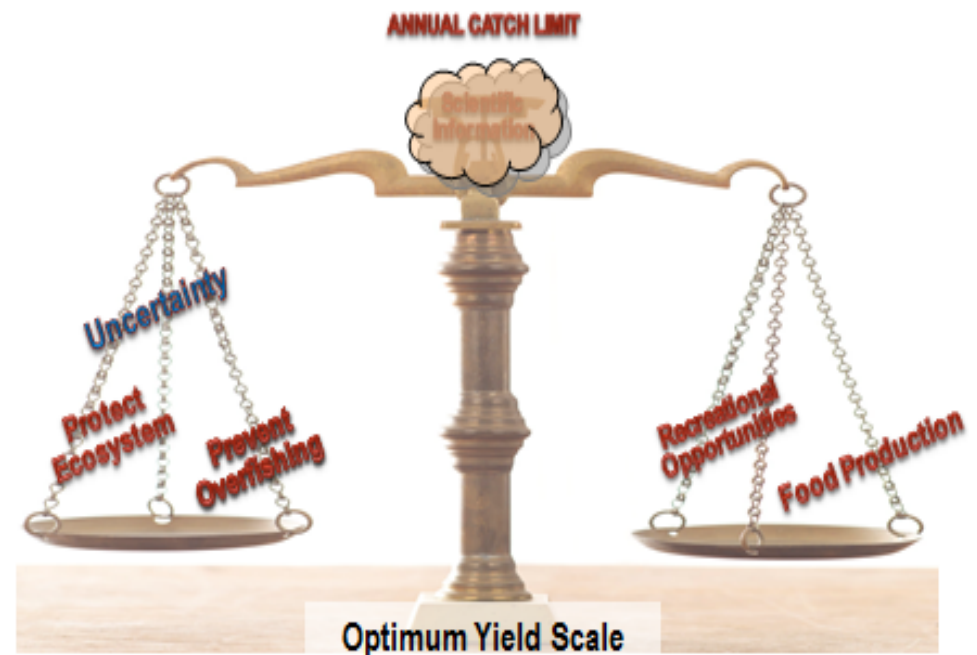 ANNUAL CATCH LIMIT
Scientific
Information
Uncertainty
Protect
Ecosystem
Prevent
Overfishing
Recreational
Opportunities
Food Production
Optimum Yield Scale